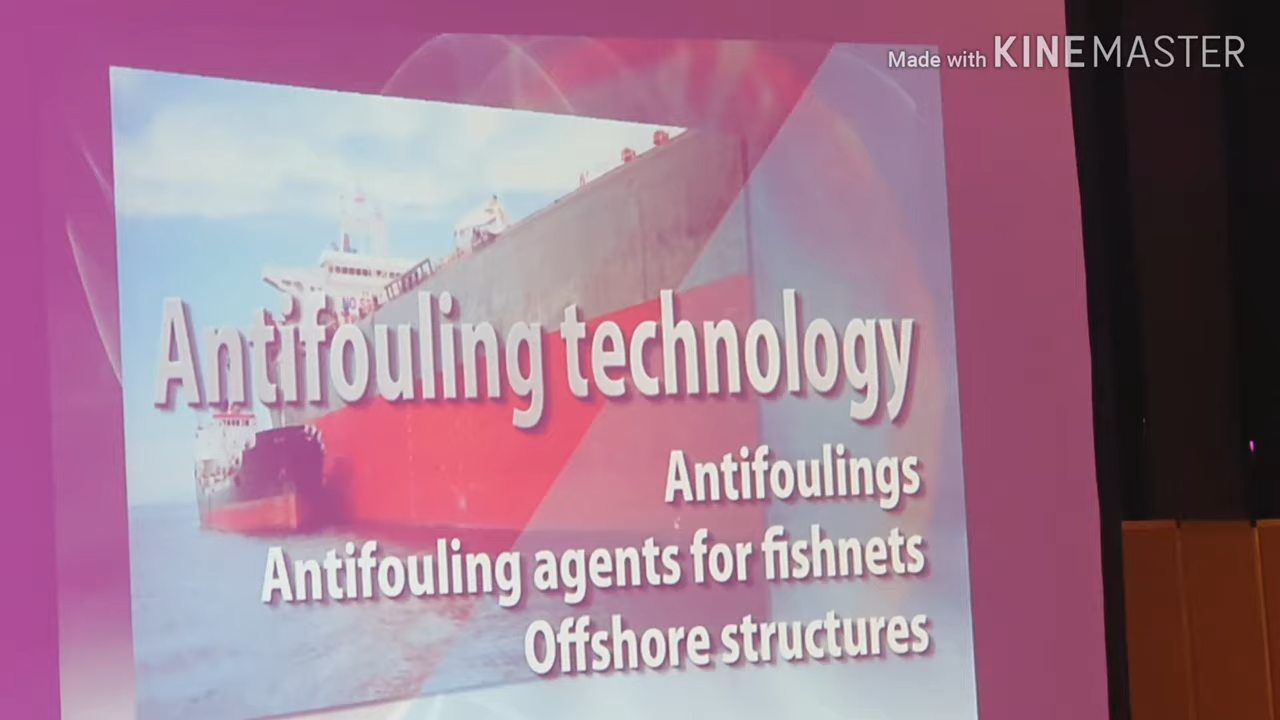 Made with KINEMASTER
Antifouling technology
Antifoulings
Antifouling agents for fishnets
Offshore structures